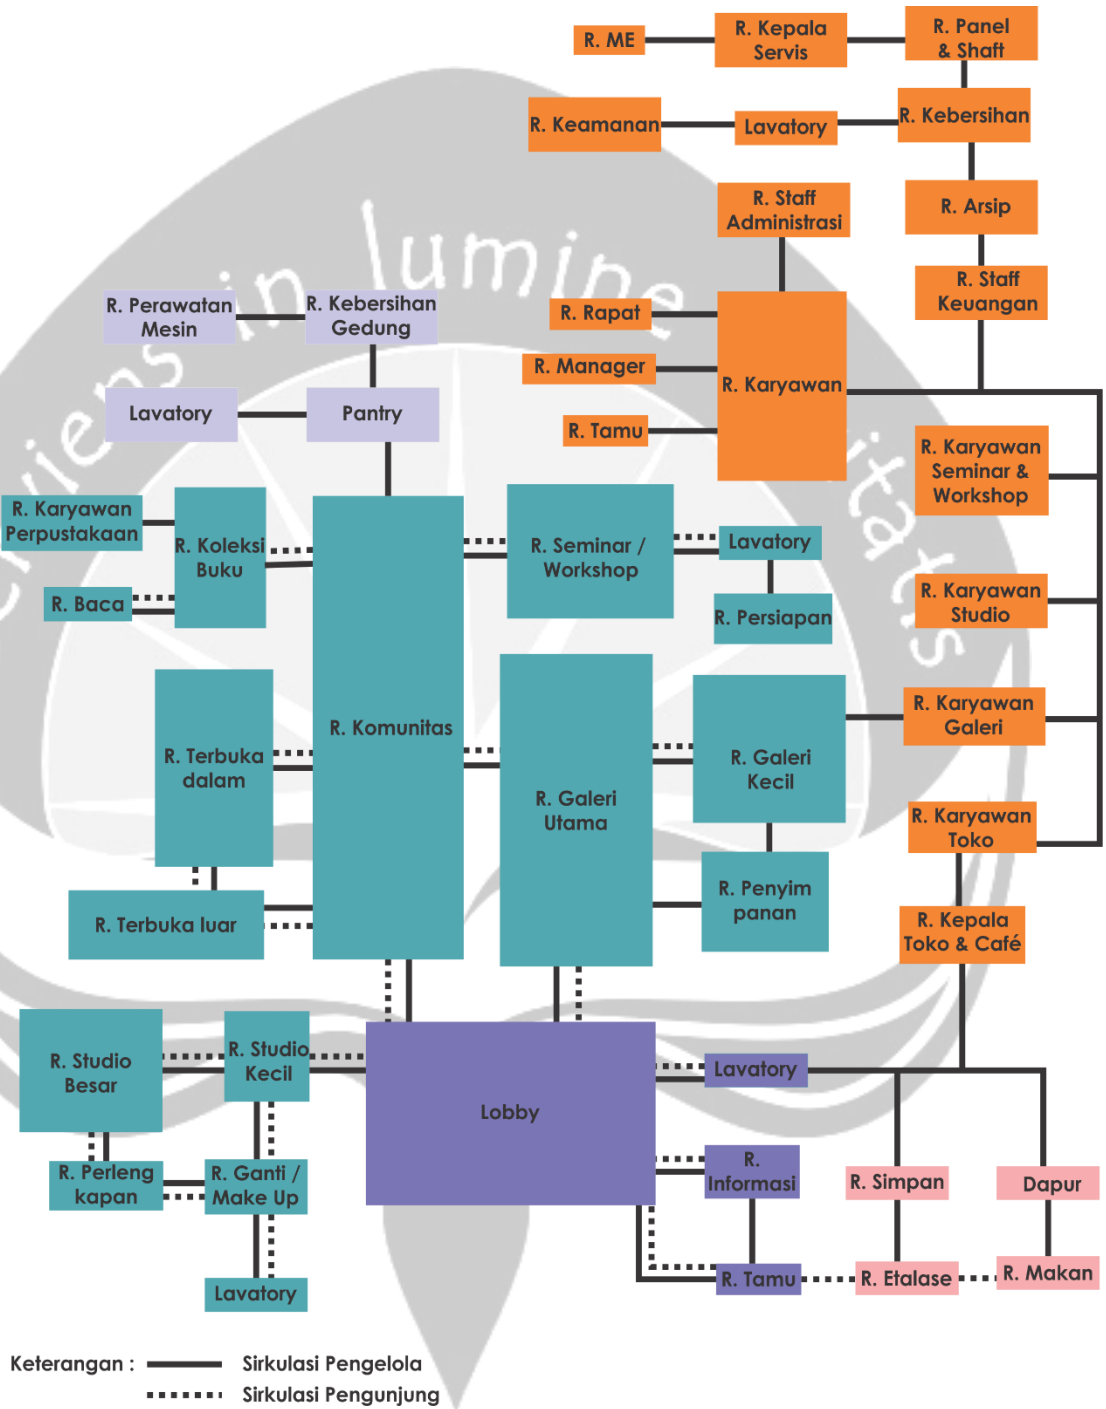 R. ME
R. Kepala
Servis
R. Panel
& Shaft
R. Keamanan
Lavatory
R. Kebersihan
R. Staff
Administrasi
R. Arsip
R. Staff
Keuangan
R. Perawatan
Mesin
R. Kebersihan
Gedung
R. Rapat
R. Manager
R. Karyawan
R. Tamu
Lavatory
Pantry
R. Karyawan
Seminar &
Workshop
R. Karyawan
Perpustakaan
R. Koleksi
Buku
R. Baca
R. Seminar /
Workshop
Lavatory
R. Persiapan
R. Karyawan
Studio
R. Komunitas
R. Terbuka
dalam
R. Galeri
Utama
R. Galeri
Kecil
R. Karyawan
Galeri
R. Karyawan
Toko
R. Terbuka luar
R. Penyim
panan
R. Kepala
Toko & Café
R. Studio
Besar
R. Studio
Kecil
Lobby
Lavatory
R. Perleng
kapan
R. Ganti /
Make Up
Lavatory
R.
Informasi
R. Tamu
R. Simpan
Dapur
R. Etalase
R. Makan
Keterangan :
Sirkulasi Pengelola
Sirkulasi Pengunjung
in lumine